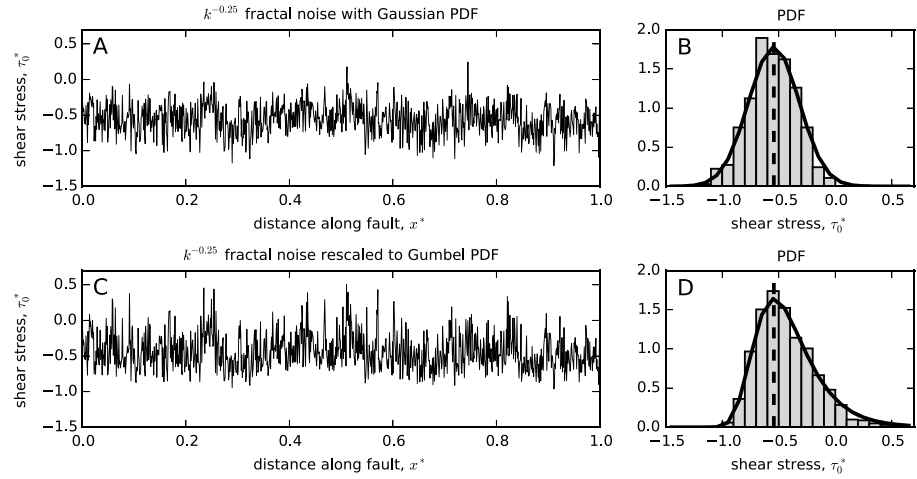 k^{-0.25} fractal noise with Gaussian PDF
A
0.5
0.0
−0.5
−1.0
−1.5
shear stress, τ_0^*
0.0 0.2 0.4 0.6 0.8 1.0
distance along fault, x^*
PDF
B
2.0
1.5
1.0
0.5
0.0
−1.5 −1.0 −0.5 0.0 0.5
shear stress, τ_0^*
k^{-0.25} fractal noise rescaled to Gumbel PDF
C
0.5
0.0
−0.5
−1.0
−1.5
shear stress, τ_0^*
0.0 0.2 0.4 0.6 0.8 1.0
distance along fault, x^*
PDF
D
2.0
1.5
1.0
0.5
0.0
−1.5 −1.0 −0.5 0.0 0.5
shear stress, τ_0^*